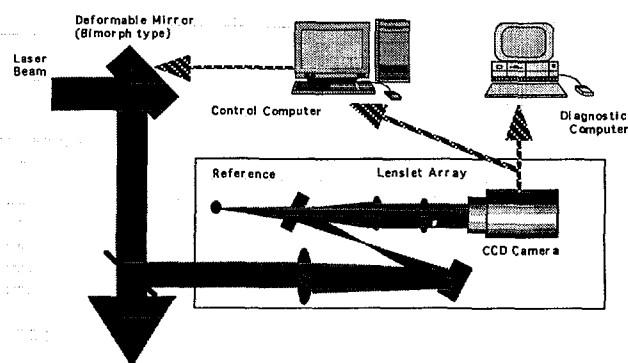 Deformable Mirror
(Bimorph type)
Laser
Beam
Control Computer
Diagnostic
Computer
Reference
Lenslet Array
CCD Camera